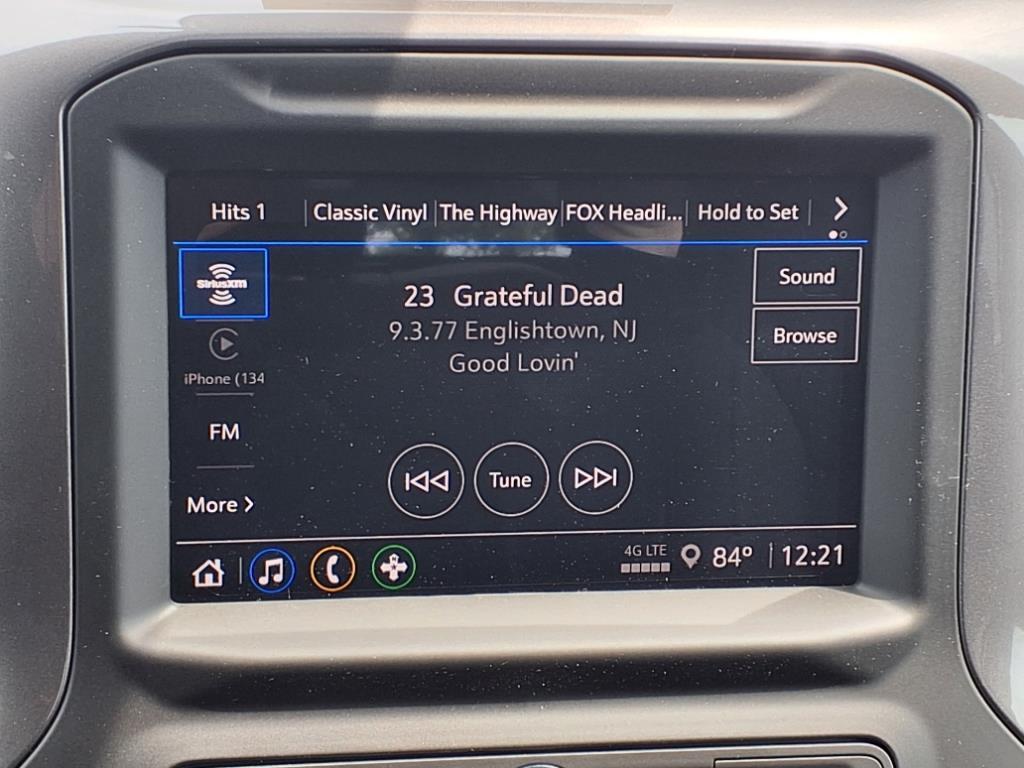 Hits 1 Classic Vinyl The Highway FOX Headli... Hold to Set
SiriusXM
23 Grateful Dead
9.3.77 Englishtown, NJ
Good Lovin'
Sound
Browse
iPhone (134
FM
More
Tune
4G LTE
84° 12:21